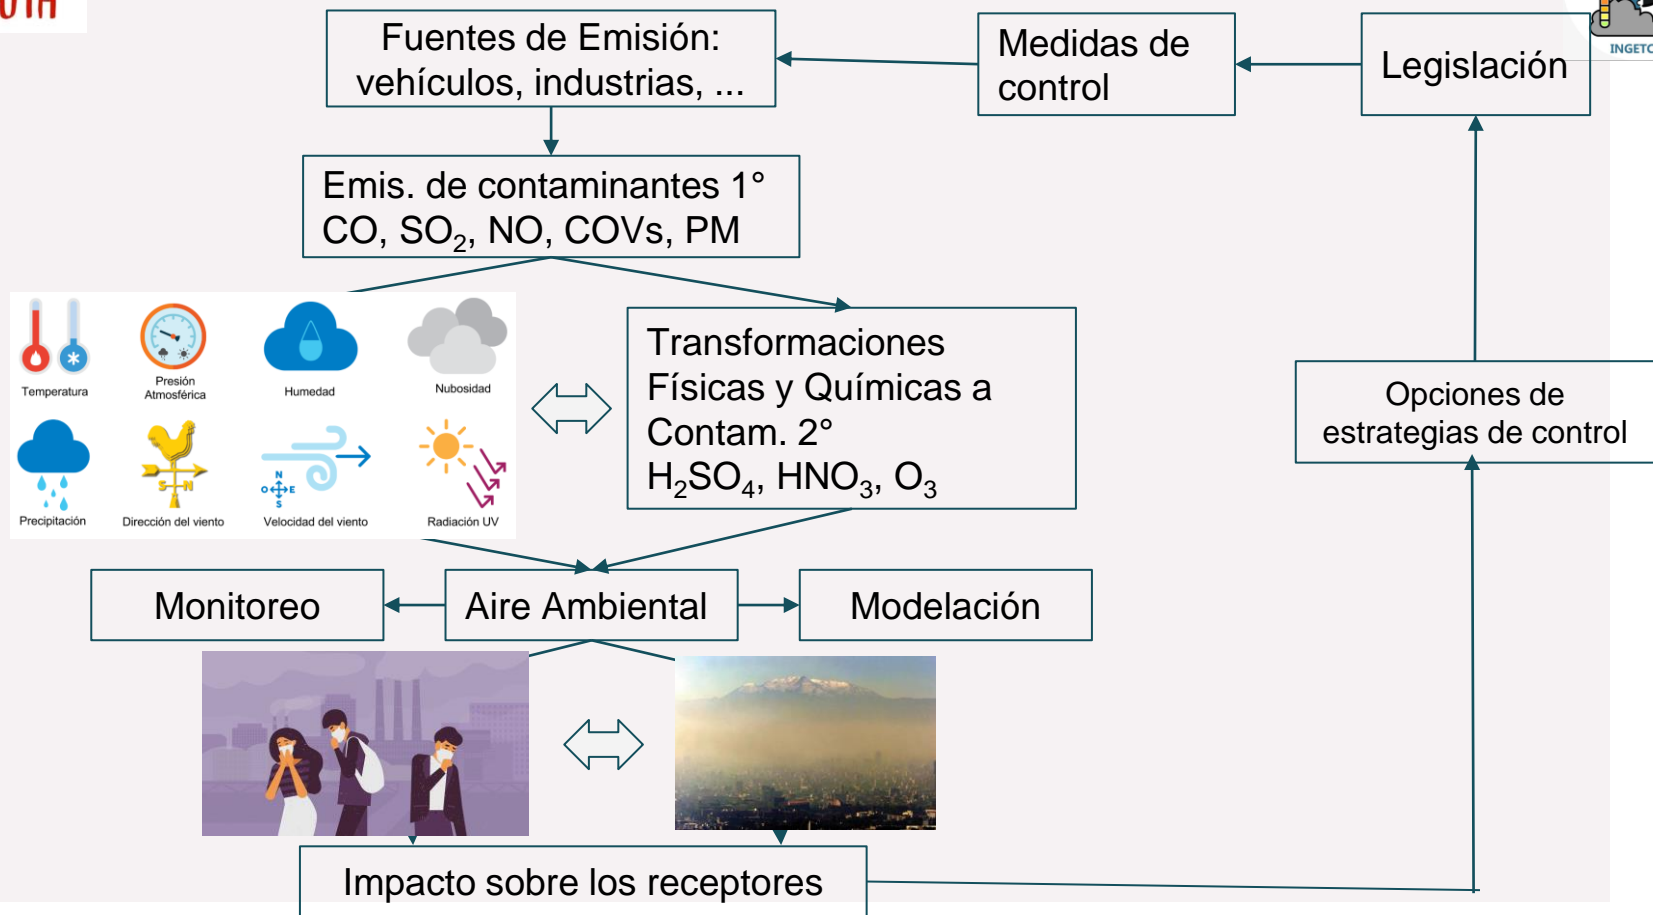 Fuentes de Emisión:
vehículos, industrias, ...
Medidas de
control
Legislación
INGETO
Emis. de contaminantes 1°
CO, SO₂, NO, COVs, PM
Temperatura
Presión
Atmosférica
Humedad
Nubosidad
Precipitación
S N
Dirección del viento
N
O E
S
Velocidad del viento
Radiación UV
Transformaciones
Físicas y Químicas a
Contam. 2°
H₂SO₄, HNO₃, O₃
Opciones de
estrategias de control
Monitoreo
Aire Ambiental
Modelación
Impacto sobre los receptores